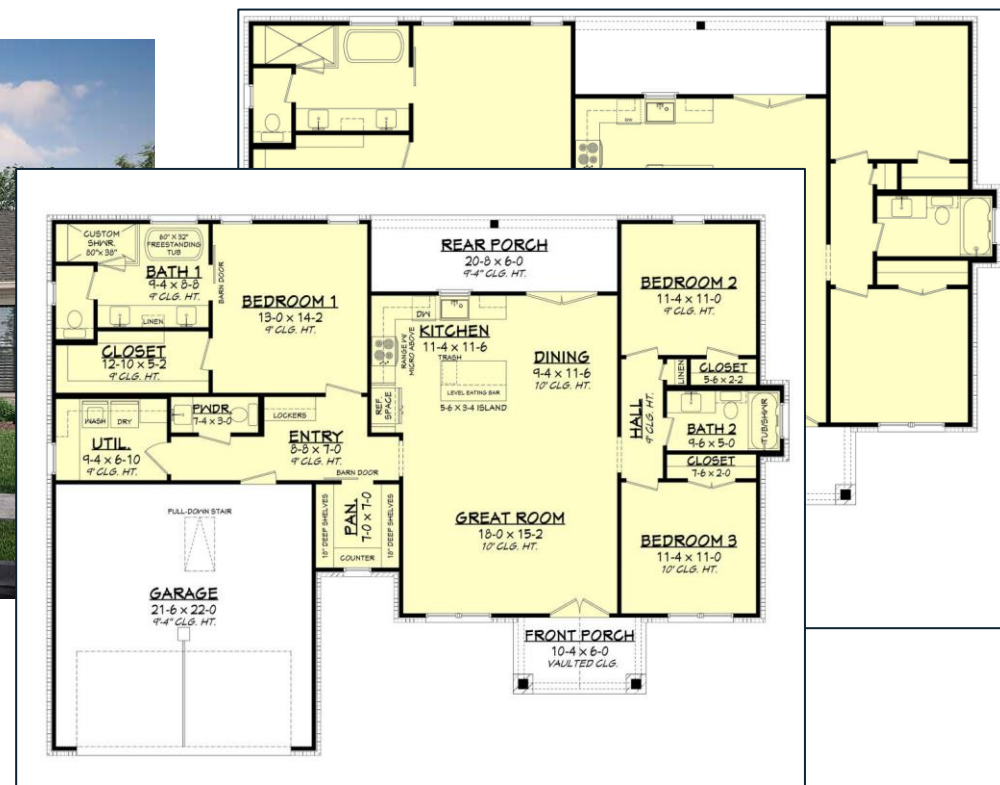 DW
CUSTOM
SHWR.
80"x 38"
60" X 32"
FREESTANDING
TUB
BATH 1
9-4 x 8-8
9' CLG. HT.
LINEN
BARN DOOR
BEDROOM 1
13-0 x 14-2
9' CLG. HT.
CLOSET
12-10 x 5-2
9' CLG. HT.
REAR PORCH
20-8 x 6-0
9'-4" CLG. HT.
DW
KITCHEN
11-4 x 11-6
TRASH
RANGE W/
MICRO ABOVE
REF.
SPACE
LEVEL EATING BAR
5-6 X 3-4 ISLAND
DINING
9-4 x 11-6
10' CLG. HT.
BEDROOM 2
11-4 x 11-0
9' CLG. HT.
LINEN
CLOSET
5-6 x 2-2
HALL
9' CLG. HT.
BATH 2
9-6 x 5-0
TUB/SHWR
CLOSET
7-6 x 2-0
WASH
DRY
UTIL.
9-4 x 6-10
9' CLG. HT.
PWDR.
7-4 x 3-0
LOCKERS
ENTRY
8-8 x 7-0
9' CLG. HT.
BARN DOOR
18" DEEP SHELVES
PAN.
7-0 x 7-0
18" DEEP SHELVES
COUNTER
GREAT ROOM
18-0 x 15-2
10' CLG. HT.
BEDROOM 3
11-4 x 11-0
10' CLG. HT.
PULL-DOWN STAIR
GARAGE
21-6 x 22-0
9'-4" CLG. HT.
FRONT PORCH
10-4 x 6-0
VAULTED CLG.